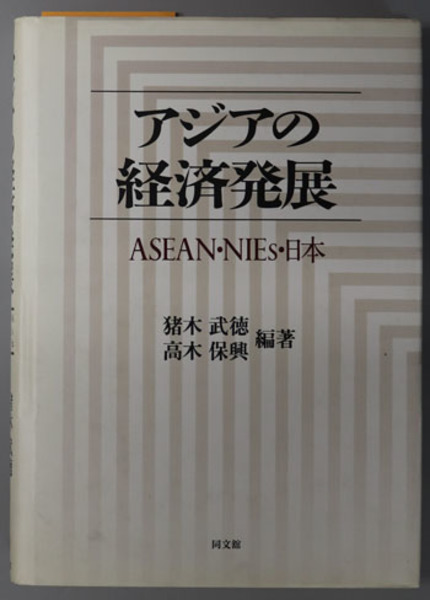 アジアの
経済発展
ASEAN・NIEs・日本
猪木 武徳
高木 保興
編著
同文館